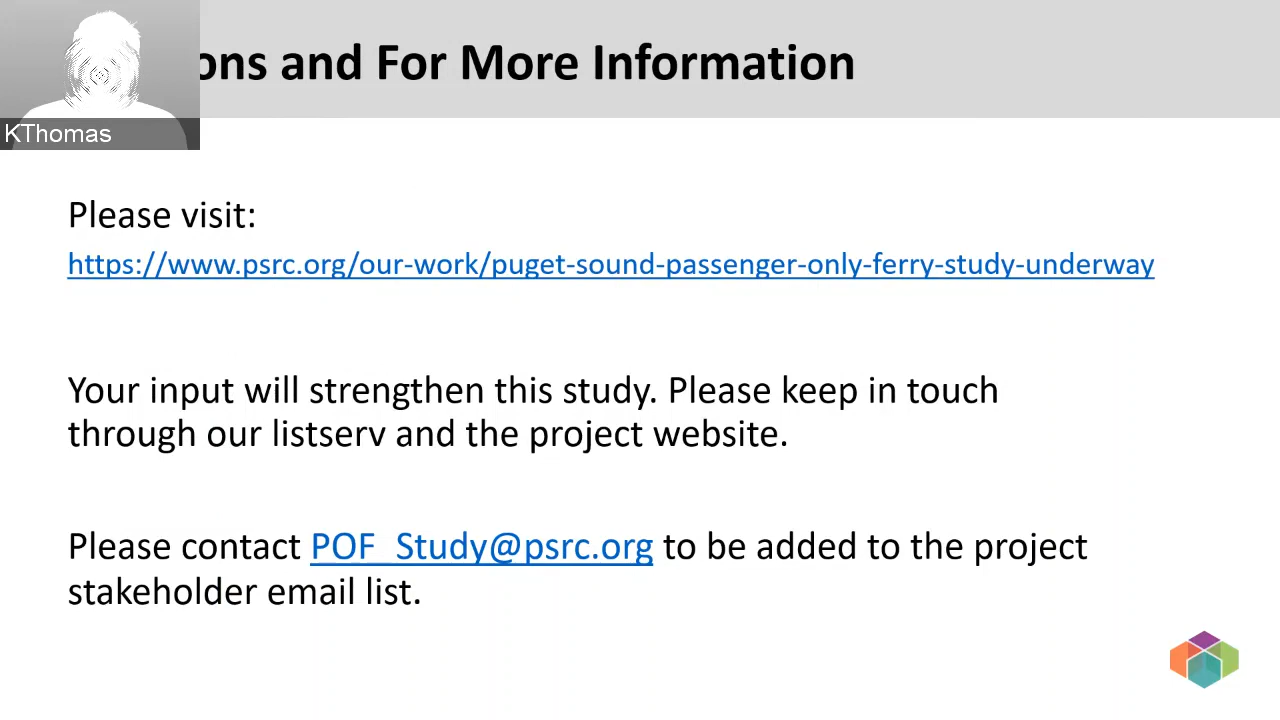 ons and For More Information
KThomas
Please visit:
https://www.psrc.org/our-work/puget-sound-passenger-only-ferry-study-underway
Your input will strengthen this study. Please keep in touch
through our listserv and the project website.
Please contact POF_Study@psrc.org to be added to the project
stakeholder email list.